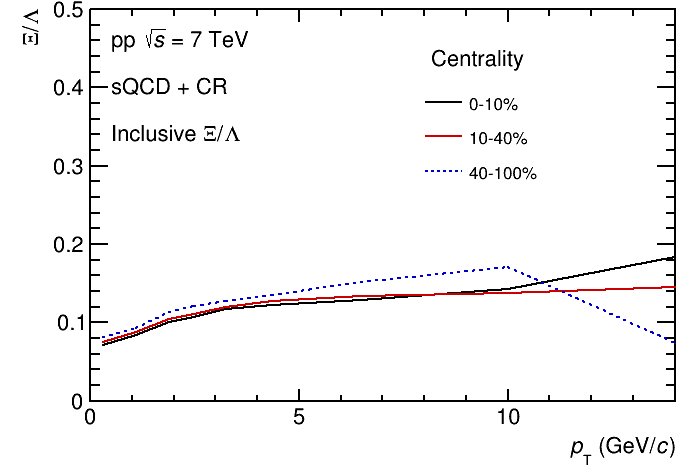 Ξ/Λ
0.5
0.4
0.3
0.2
0.1
0
pp √s = 7 TeV
sQCD + CR
Inclusive Ξ/Λ
Centrality
0-10%
10-40%
40-100%
0 5 10
p_T (GeV/c)